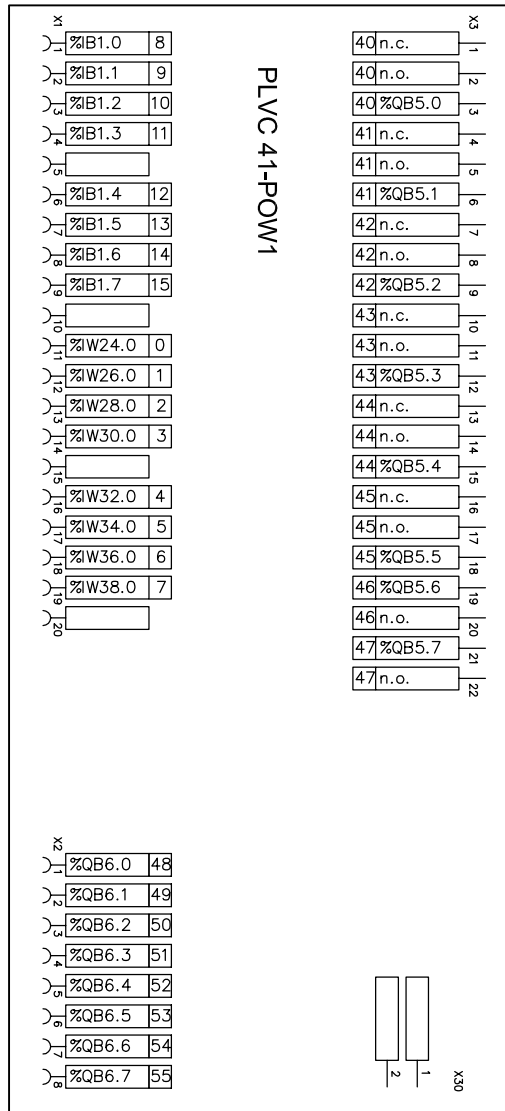 X1
1 %IB1.0 8
2 %IB1.1 9
3 %IB1.2 10
4 %IB1.3 11
5
6 %IB1.4 12
7 %IB1.5 13
8 %IB1.6 14
9 %IB1.7 15
10
11 %IW24.0 0
12 %IW26.0 1
13 %IW28.0 2
14 %IW30.0 3
15
16 %IW32.0 4
17 %IW34.0 5
18 %IW36.0 6
19 %IW38.0 7
20
PLVC 41-POW1
X3
40 n.c. 1
40 n.o. 2
40 %QB5.0 3
41 n.c. 4
41 n.o. 5
41 %QB5.1 6
42 n.c. 7
42 n.o. 8
42 %QB5.2 9
43 n.c. 10
43 n.o. 11
43 %QB5.3 12
44 n.c. 13
44 n.o. 14
44 %QB5.4 15
45 n.c. 16
45 n.o. 17
45 %QB5.5 18
46 %QB5.6 19
46 n.o. 20
47 %QB5.7 21
47 n.o. 22
X2
1 %QB6.0 48
2 %QB6.1 49
3 %QB6.2 50
4 %QB6.3 51
5 %QB6.4 52
6 %QB6.5 53
7 %QB6.6 54
8 %QB6.7 55
X30
2 1